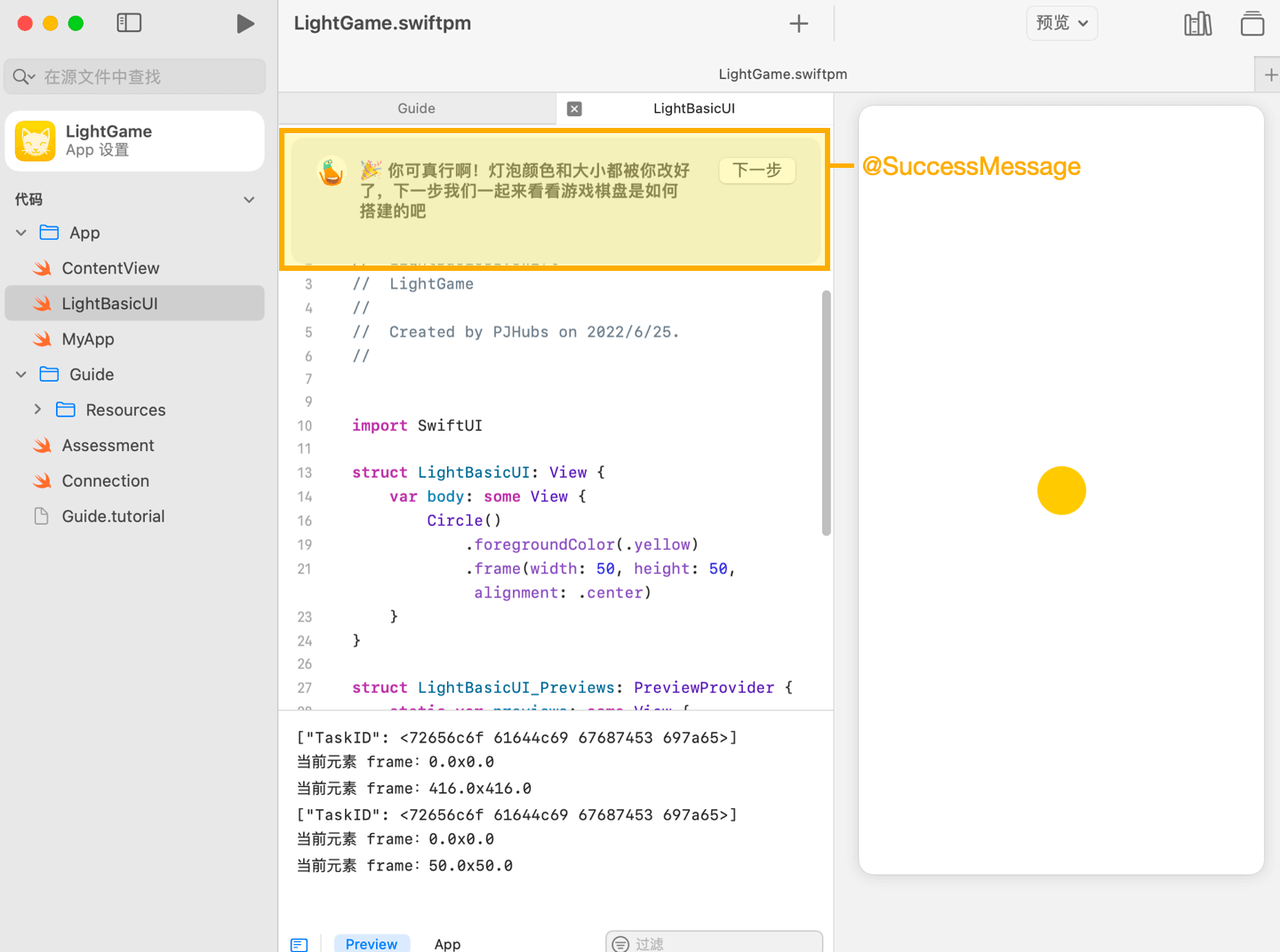 LightGame.swiftpm
预览
在源文件中查找
LightGame.swiftpm
LightGame
App 设置
代码
App
ContentView
LightBasicUI
MyApp
Guide
Resources
Assessment
Connection
Guide.tutorial
Guide
LightBasicUI
🎉 你可真行啊！灯泡颜色和大小都被你改好
了，下一步我们一起来看看游戏棋盘是如何
搭建的吧
下一步
@SuccessMessage
3 // LightGame
4 //
5 // Created by PJHubs on 2022/6/25.
6 //
7
9
10 import SwiftUI
11
13 struct LightBasicUI: View {
14 var body: some View {
16 Circle()
19 .foregroundColor(.yellow)
21 .frame(width: 50, height: 50,
alignment: .center)
23 }
24 }
26
27 struct LightBasicUI_Previews: PreviewProvider {
28 static var previews: some View {
["TaskID": <72656c6f 61644c69 67687453 697a65>]
当前元素 frame：0.0x0.0
当前元素 frame：416.0x416.0
["TaskID": <72656c6f 61644c69 67687453 697a65>]
当前元素 frame：0.0x0.0
当前元素 frame：50.0x50.0
Preview
App
过滤